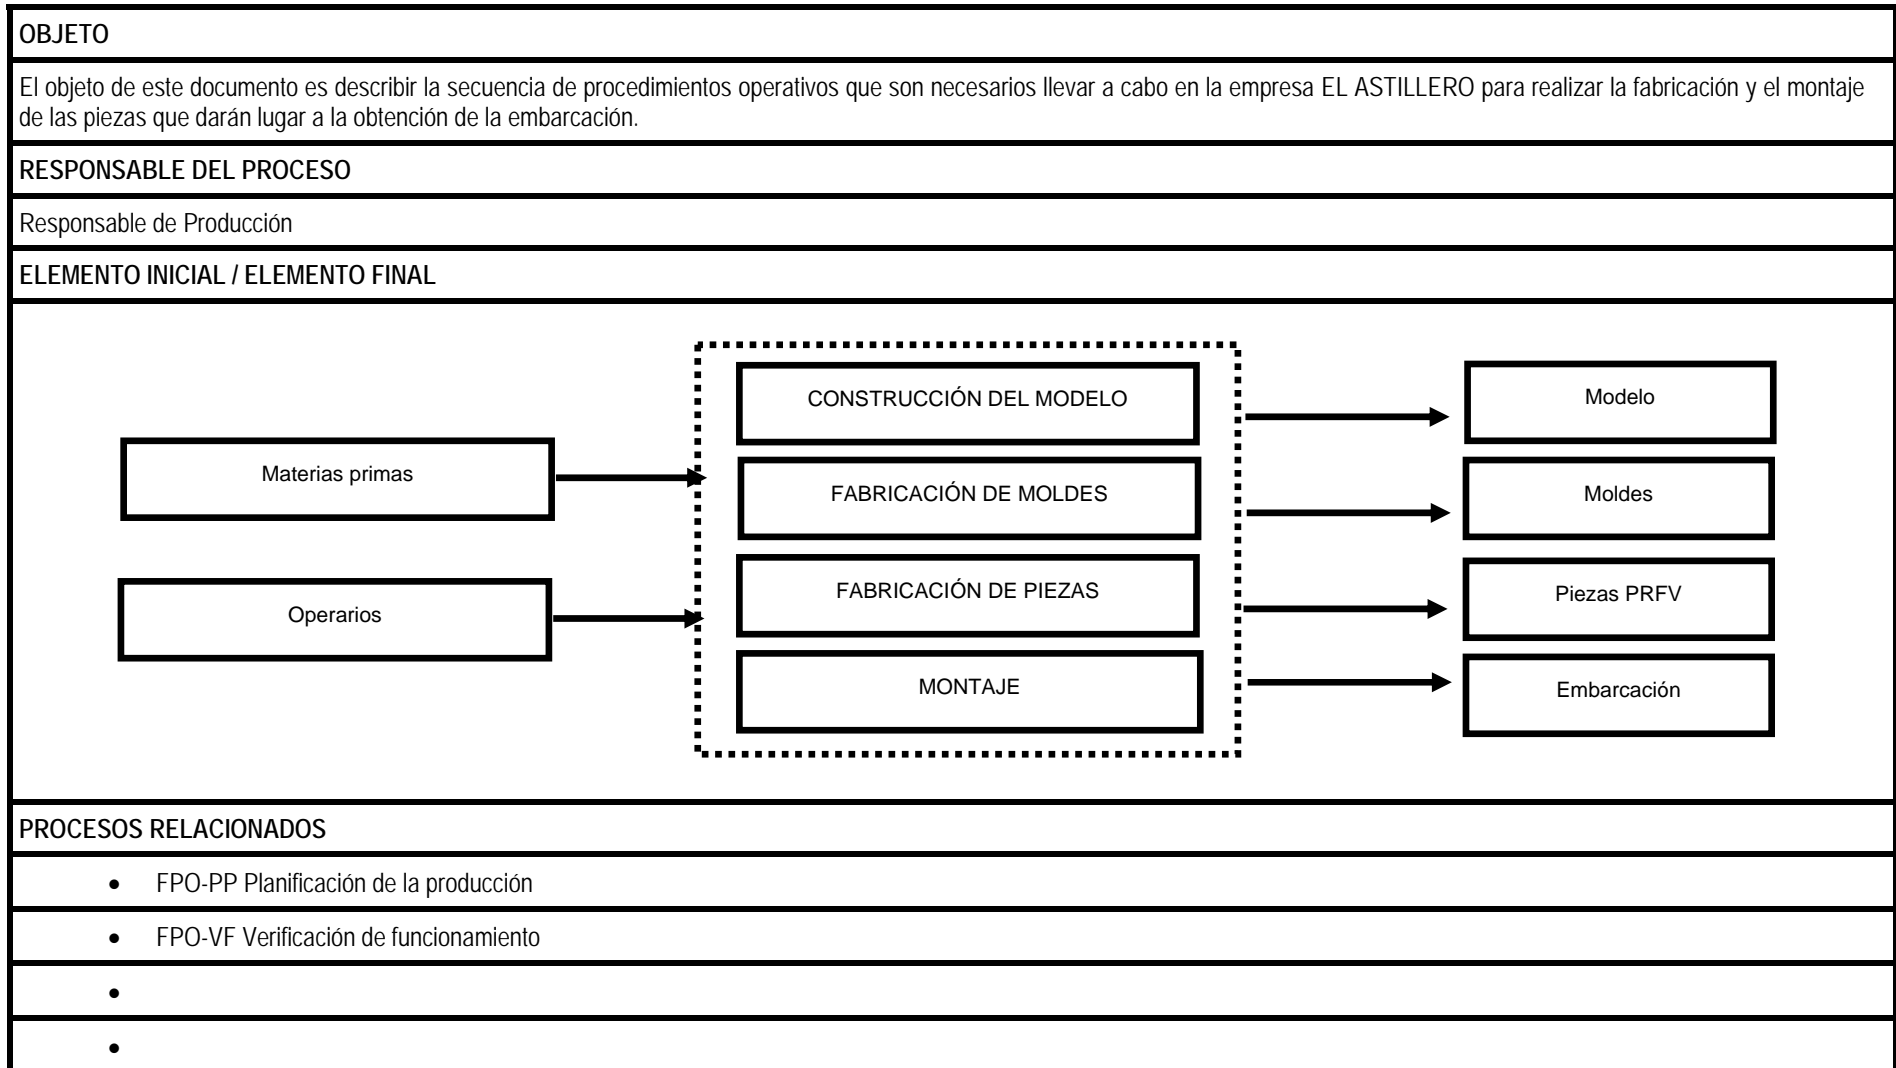 OBJETO
El objeto de este documento es describir la secuencia de procedimientos operativos que son necesarios llevar a cabo en la empresa EL ASTILLERO para realizar la fabricación y el montaje
de las piezas que darán lugar a la obtención de la embarcación.
RESPONSABLE DEL PROCESO
Responsable de Producción
ELEMENTO INICIAL / ELEMENTO FINAL
Materias primas
Operarios
CONSTRUCCIÓN DEL MODELO
FABRICACIÓN DE MOLDES
FABRICACIÓN DE PIEZAS
MONTAJE
Modelo
Moldes
Piezas PRFV
Embarcación
PROCESOS RELACIONADOS
• FPO-PP Planificación de la producción
• FPO-VF Verificación de funcionamiento
•
•